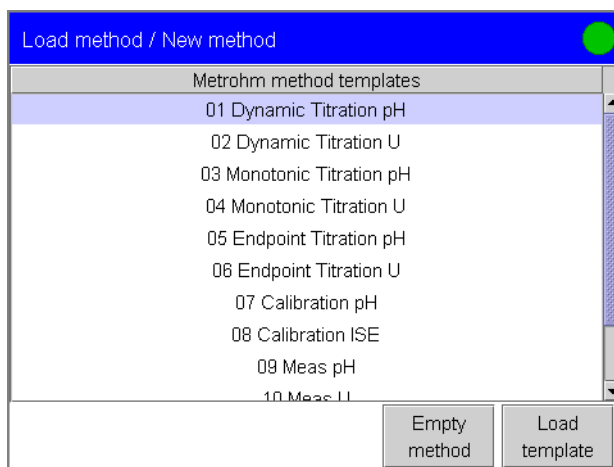 Load method / New method
Metrohm method templates
01 Dynamic Titration pH
02 Dynamic Titration U
03 Monotonic Titration pH
04 Monotonic Titration U
05 Endpoint Titration pH
06 Endpoint Titration U
07 Calibration pH
08 Calibration ISE
09 Meas pH
10 Meas U
Empty
method
Load
template